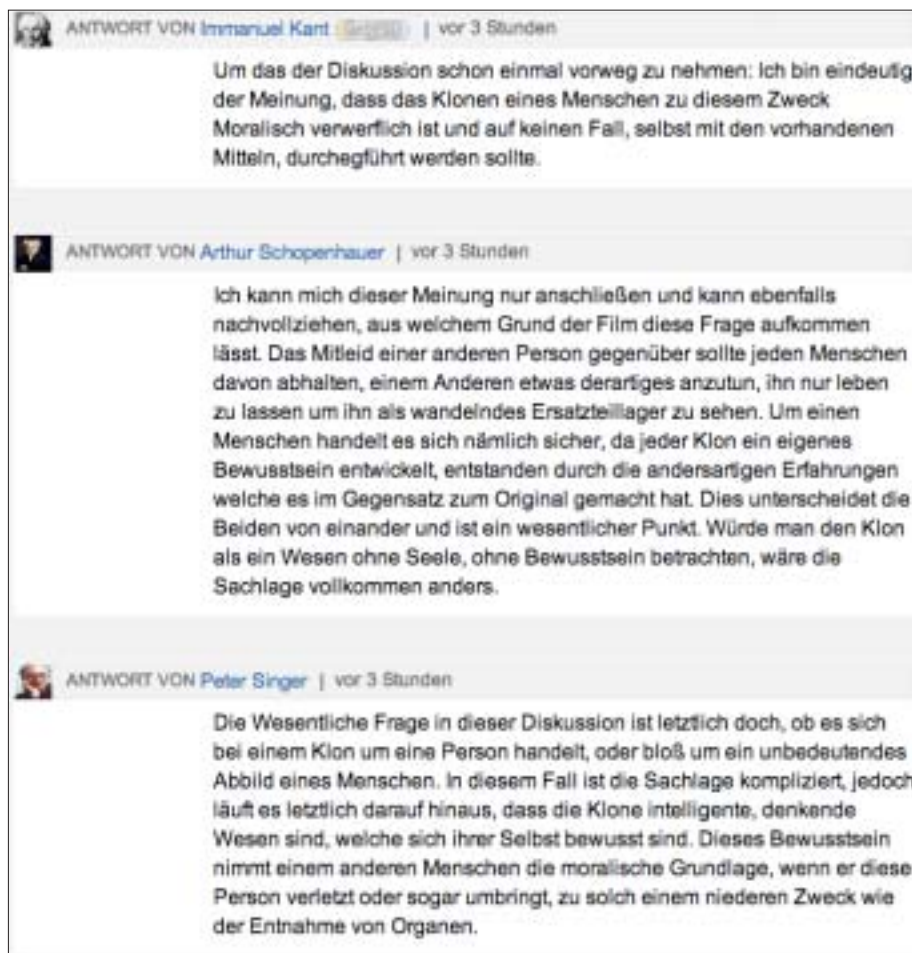 ANTWORT VON Immanuel Kant | vor 3 Stunden
Um das der Diskussion schon einmal vorweg zu nehmen: Ich bin eindeutig
der Meinung, dass das Klonen eines Menschen zu diesem Zweck
Moralisch verwerflich ist und auf keinen Fall, selbst mit den vorhandenen
Mitteln, durchegführt werden sollte.
ANTWORT VON Arthur Schopenhauer | vor 3 Stunden
Ich kann mich dieser Meinung nur anschließen und kann ebenfalls
nachvollziehen, aus welchem Grund der Film diese Frage aufkommen
lässt. Das Mitleid einer anderen Person gegenüber sollte jeden Menschen
davon abhalten, einem Anderen etwas derartiges anzutun, ihn nur leben
zu lassen um ihn als wandelndes Ersatzteillager zu sehen. Um einen
Menschen handelt es sich nämlich sicher, da jeder Klon ein eigenes
Bewusstsein entwickelt, entstanden durch die andersartigen Erfahrungen
welche es im Gegensatz zum Original gemacht hat. Dies unterscheidet die
Beiden von einander und ist ein wesentlicher Punkt. Würde man den Klon
als ein Wesen ohne Seele, ohne Bewusstsein betrachten, wäre die
Sachlage vollkommen anders.
ANTWORT VON Peter Singer | vor 3 Stunden
Die Wesentliche Frage in dieser Diskussion ist letztlich doch, ob es sich
bei einem Klon um eine Person handelt, oder bloß um ein unbedeutendes
Abbild eines Menschen. In diesem Fall ist die Sachlage kompliziert, jedoch
läuft es letztlich darauf hinaus, dass die Klone intelligente, denkende
Wesen sind, welche sich ihrer Selbst bewusst sind. Dieses Bewusstsein
nimmt einem anderen Menschen die moralische Grundlage, wenn er diese
Person verletzt oder sogar umbringt, zu solch einem niederen Zweck wie
der Entnahme von Organen.